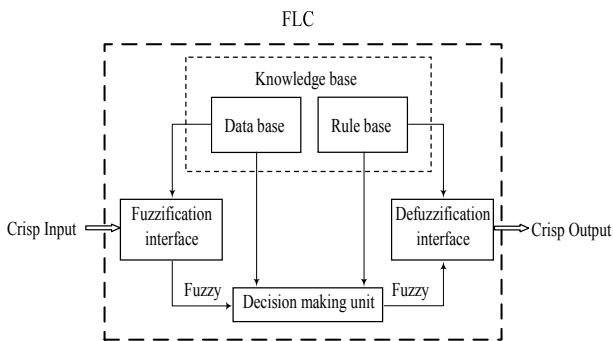 FLC
Knowledge base
Data base
Rule base
Fuzzification
interface
Defuzzification
interface
Crisp Input
Crisp Output
Fuzzy
Decision making unit
Fuzzy